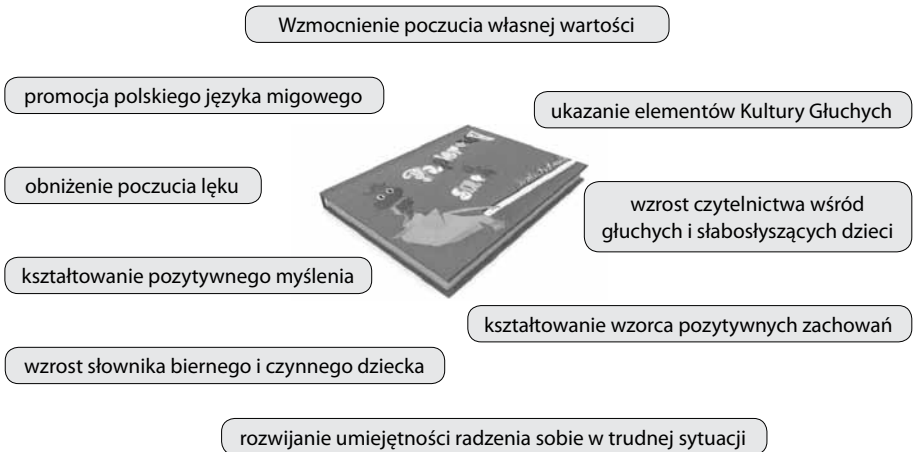 Wzmocnienie poczucia własnej wartości
promocja polskiego języka migowego
ukazanie elementów Kultury Głuchych
obniżenie poczucia lęku
wzrost czytelnictwa wśród
głuchych i słabosłyszących dzieci
kształtowanie pozytywnego myślenia
kształtowanie wzorca pozytywnych zachowań
wzrost słownika biernego i czynnego dziecka
rozwijanie umiejętności radzenia sobie w trudnej sytuacji